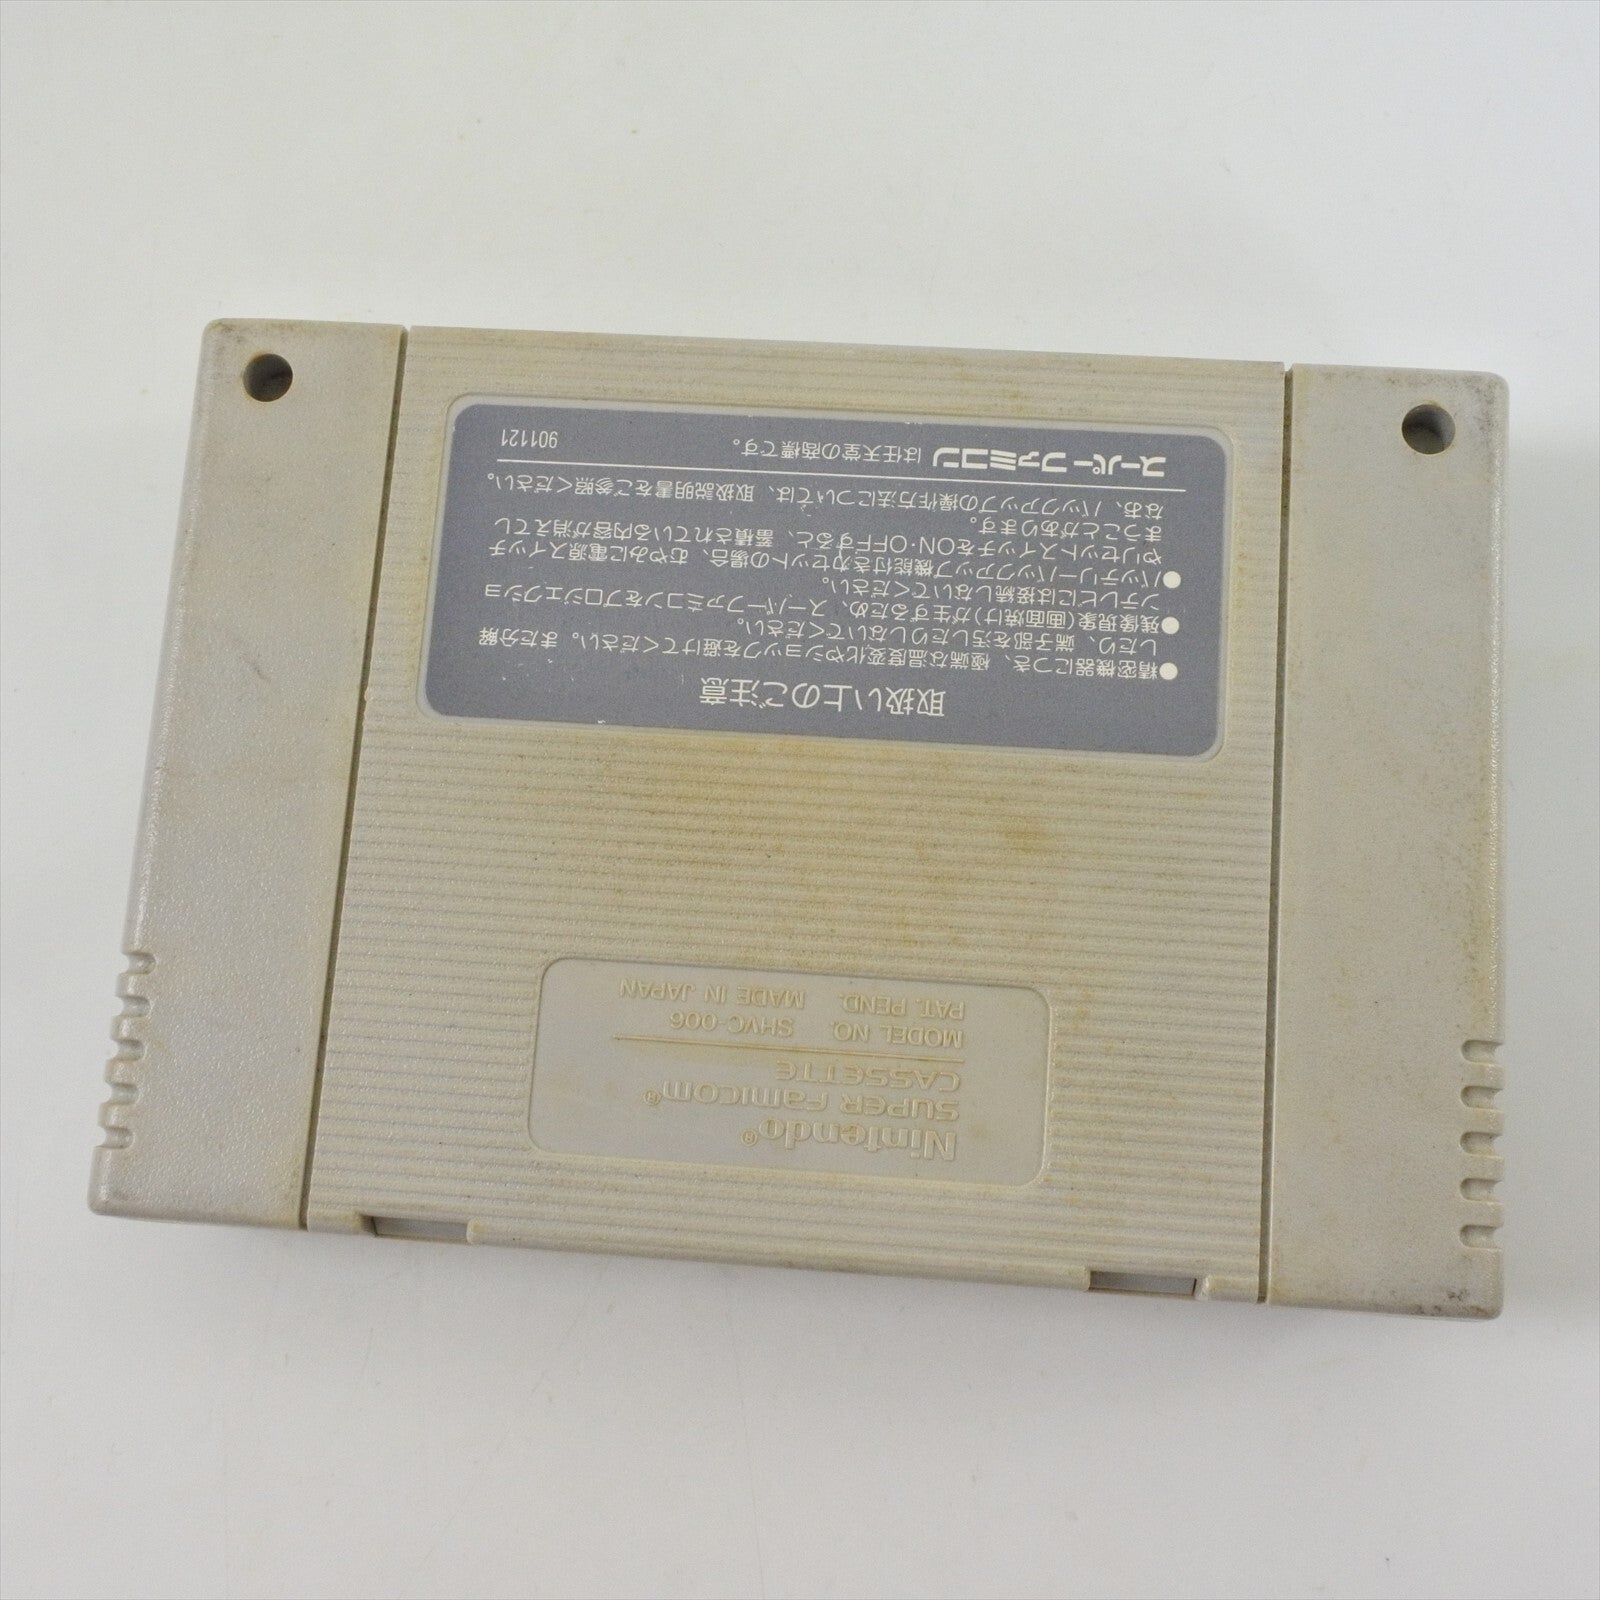 取扱い上のご注意
●精密機器につき、極端な温度変化やショックを避けてください。また分解
したり、端子部を汚したりしないでください。
●残像現象(画面焼け)が生ずるため、スーパーファミコンをプロジェクショ
ンテレビには接続しないでください。
●バッテリーバックアップ機能付きカセットの場合、むやみに電源スイッチ
やリセットスイッチをON・OFFすると、蓄積されている内容が消えてし
まうことがあります。
なお、バックアップの操作方法については、取扱説明書をご参照ください。
スーパーファミコン は任天堂の商標です。 901121
Nintendo®
SUPER FAMICOM®
CASSETTE
MODEL NO. SHVC-006
PAT. PEND. MADE IN JAPAN